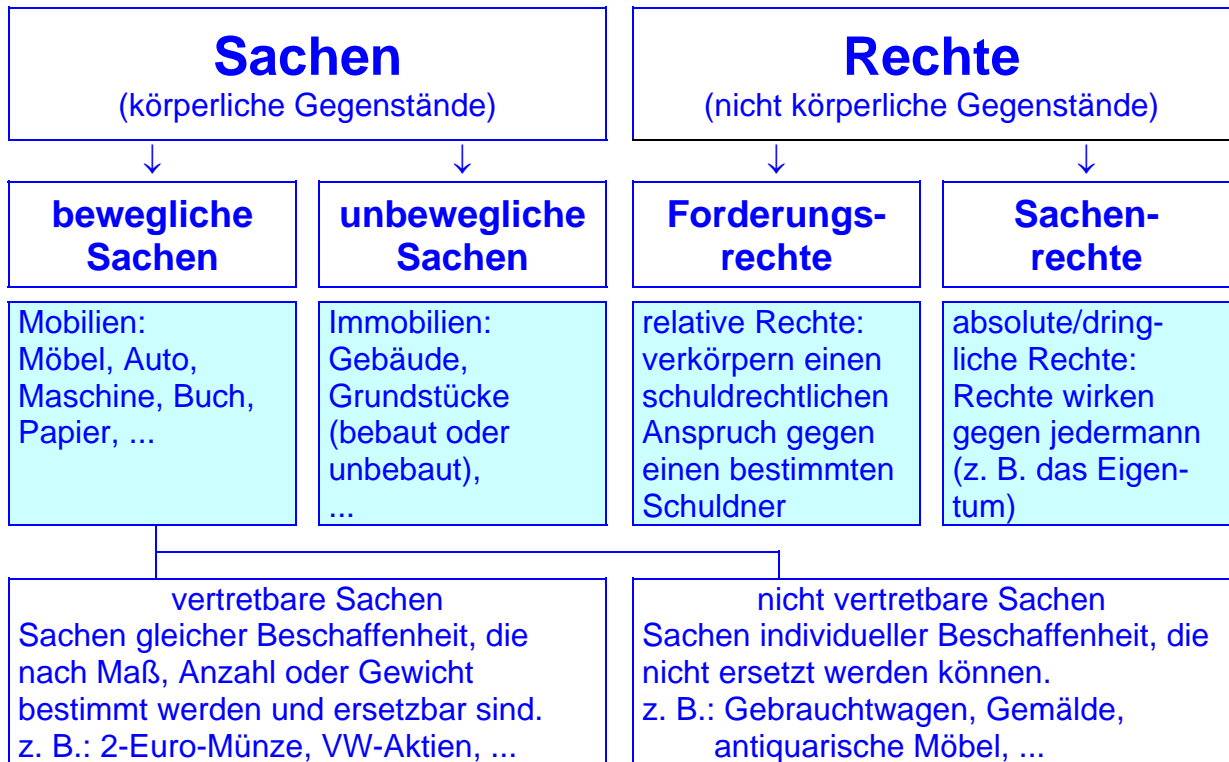 Sachen
(körperliche Gegenstände)
Rechte
(nicht körperliche Gegenstände)
↓
↓
↓
↓
bewegliche
Sachen
unbewegliche
Sachen
Forderungs-
rechte
Sachen-
rechte
Mobilien:
Möbel, Auto,
Maschine, Buch,
Papier, ...
Immobilien:
Gebäude,
Grundstücke
(bebaut oder
unbebaut),
...
relative Rechte:
verkörpern einen
schuldrechtlichen
Anspruch gegen
einen bestimmten
Schuldner
absolute/dring-
liche Rechte:
Rechte wirken
gegen jedermann
(z. B. das Eigen-
tum)
vertretbare Sachen
Sachen gleicher Beschaffenheit, die
nach Maß, Anzahl oder Gewicht
bestimmt werden und ersetzbar sind.
z. B.: 2-Euro-Münze, VW-Aktien, ...
nicht vertretbare Sachen
Sachen individueller Beschaffenheit, die
nicht ersetzt werden können.
z. B.: Gebrauchtwagen, Gemälde,
antiquarische Möbel, ...